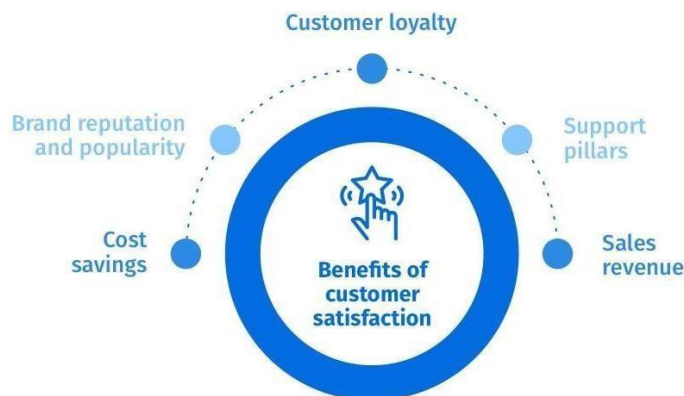 Customer loyalty
Brand reputation
and popularity
Support
pillars
Cost
savings
Sales
revenue
Benefits of
customer
satisfaction